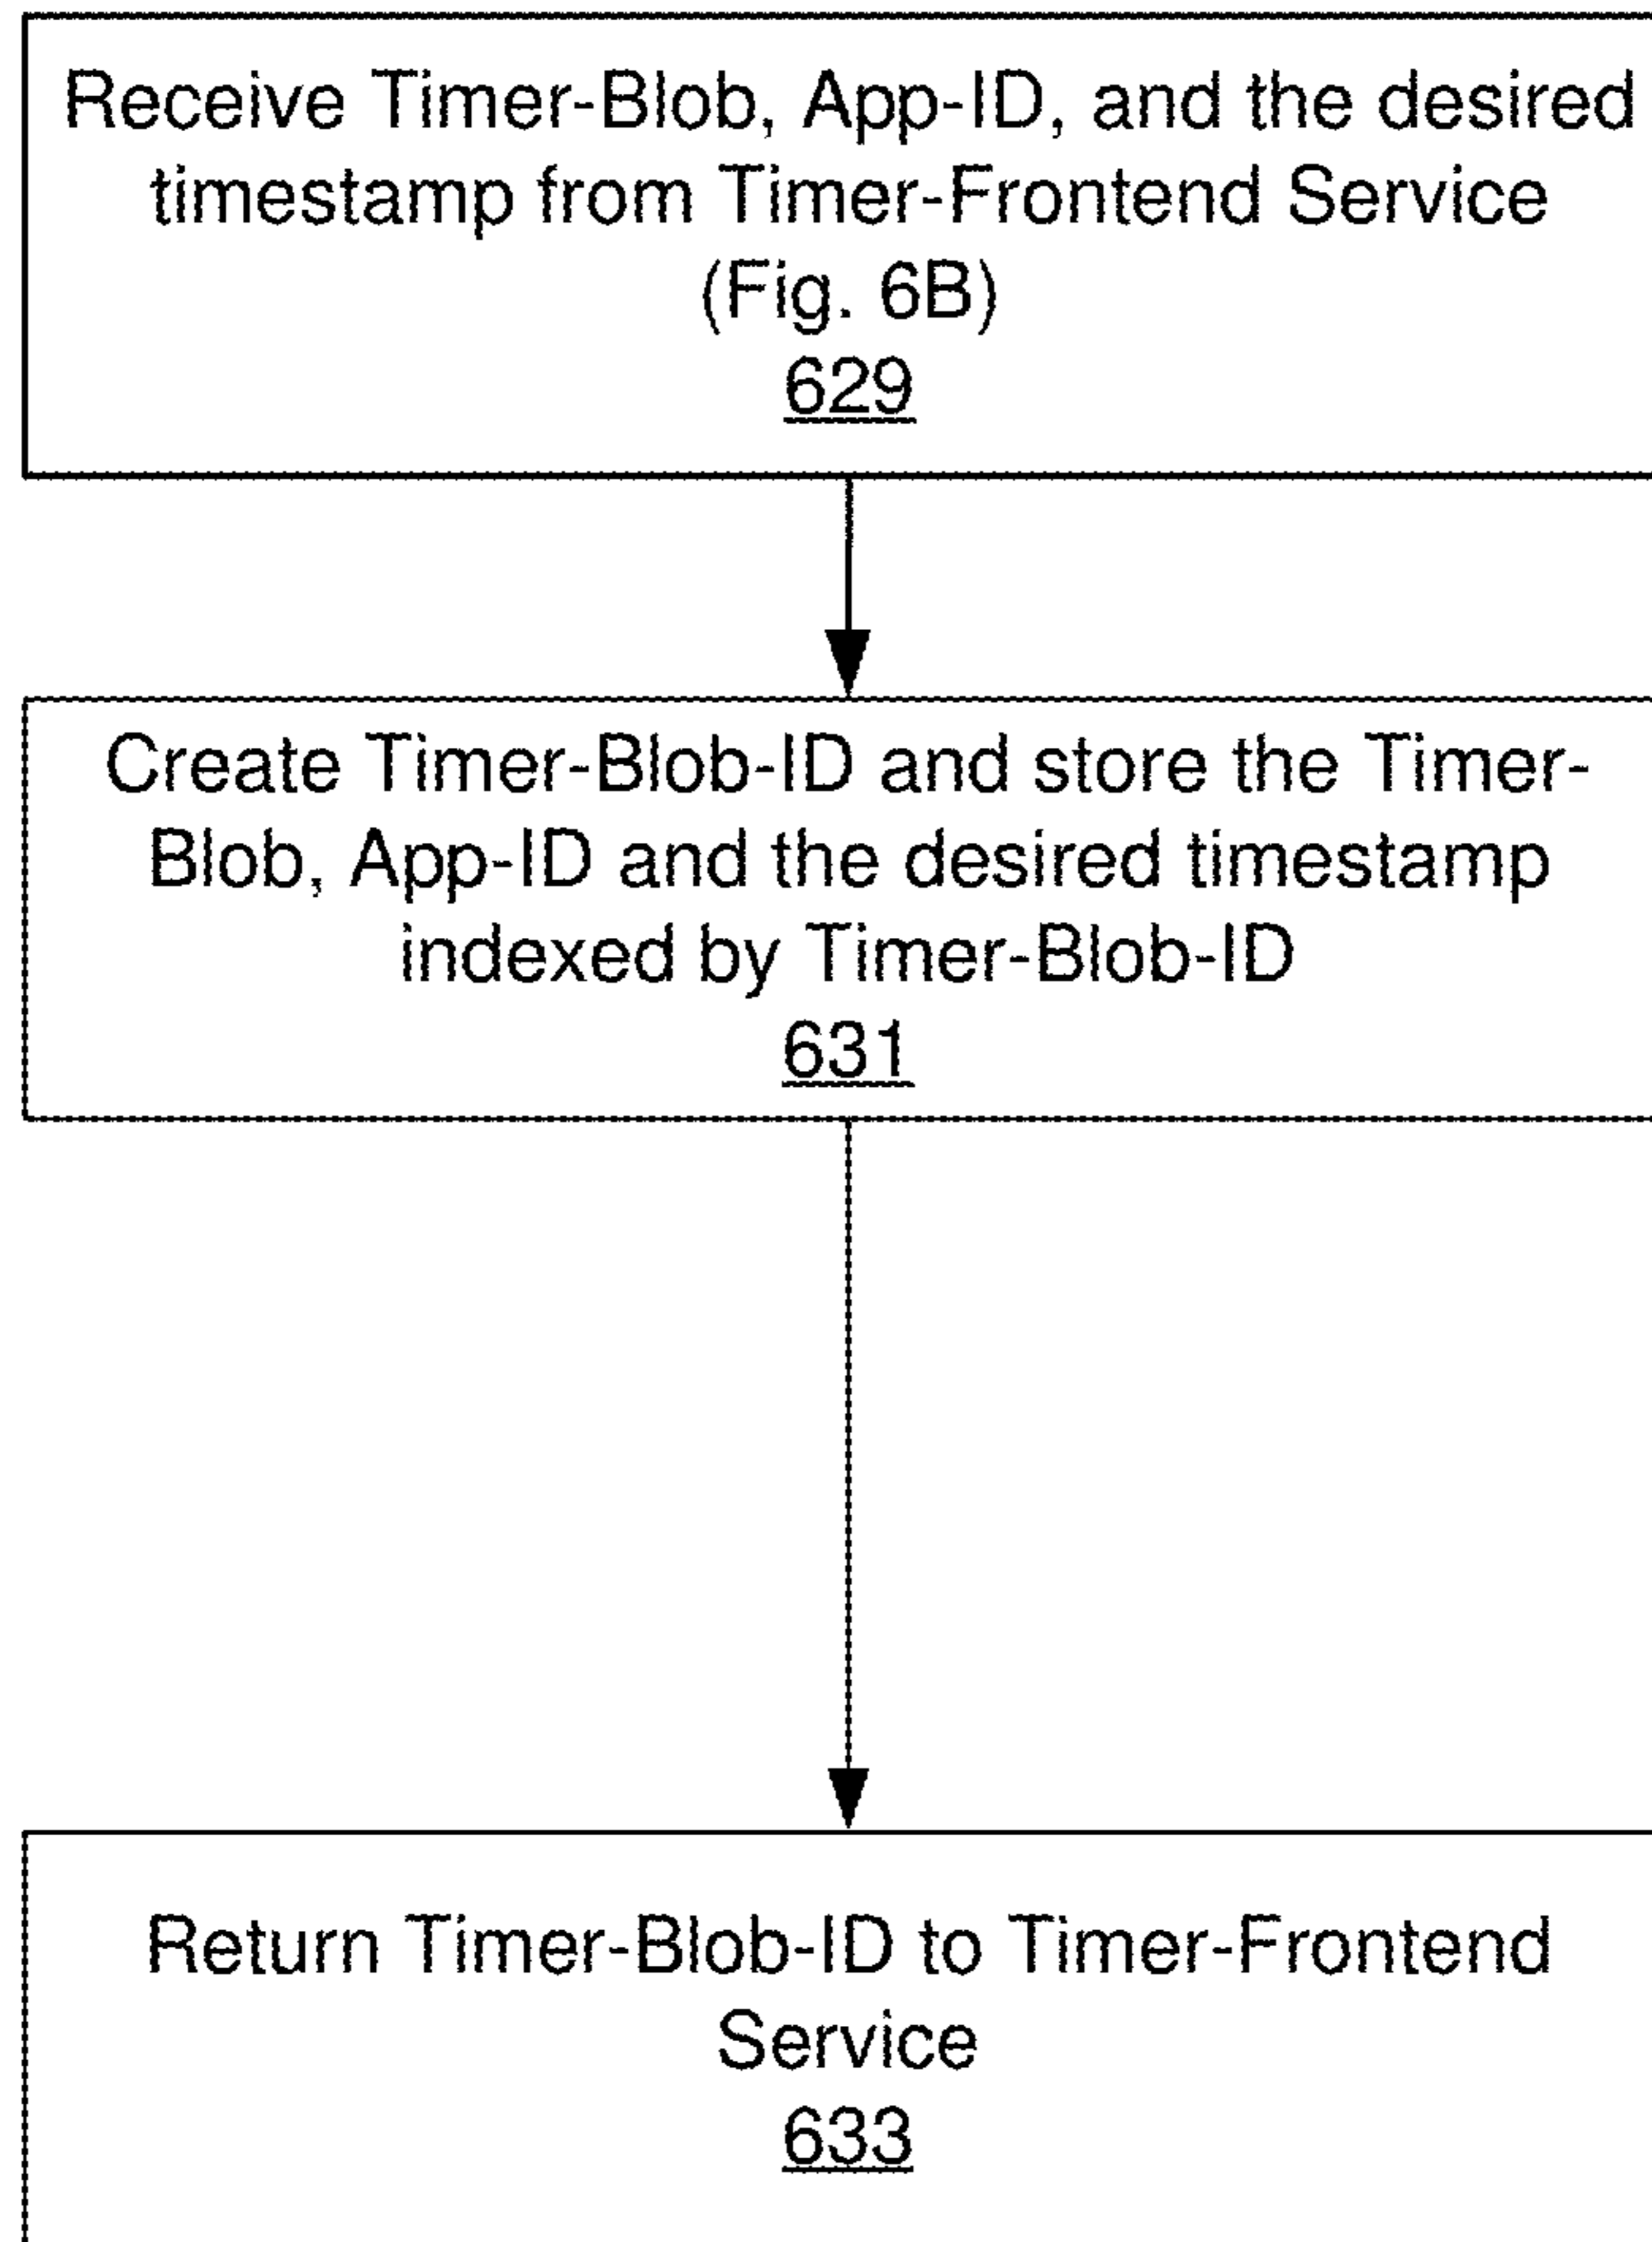 Receive Timer-Blob, App-ID, and the desired
timestamp from Timer-Frontend Service
(Fig. 6B)
629
Create Timer-Blob-ID and store the Timer-
Blob, App-ID and the desired timestamp
indexed by Timer-Blob-ID
631
Return Timer-Blob-ID to Timer-Frontend
Service
633